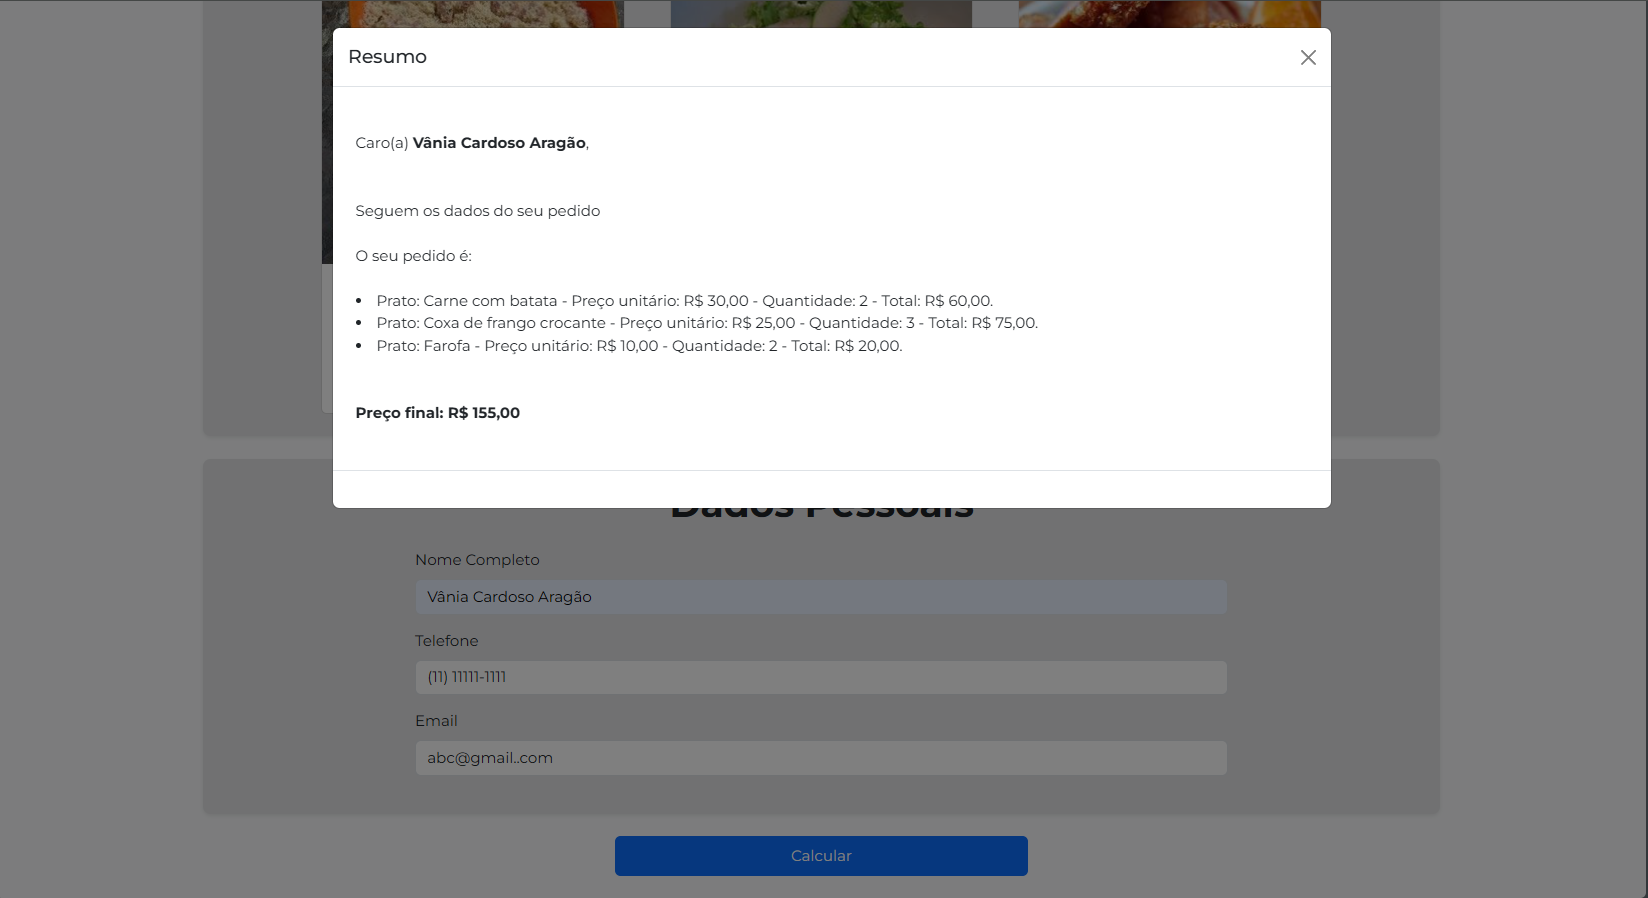 Resumo
Caro(a) Vânia Cardoso Aragão,
Seguem os dados do seu pedido
O seu pedido é:
• Prato: Carne com batata - Preço unitário: R$ 30,00 - Quantidade: 2 - Total: R$ 60,00.
• Prato: Coxa de frango crocante - Preço unitário: R$ 25,00 - Quantidade: 3 - Total: R$ 75,00.
• Prato: Farofa - Preço unitário: R$ 10,00 - Quantidade: 2 - Total: R$ 20,00.
Preço final: R$ 155,00
Dados Pessoais
Nome Completo
Vânia Cardoso Aragão
Telefone
(11) 11111-1111
Email
abc@gmail..com
Calcular